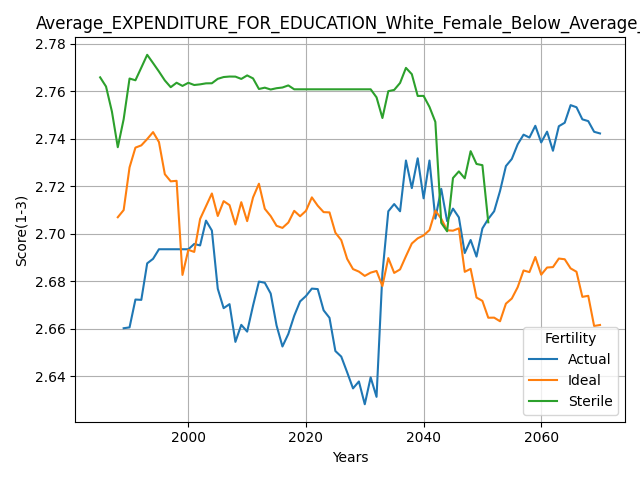 Average_EXPENDITURE_FOR_EDUCATION_White_Female_Below_Average_
2.78
2.76
2.74
2.72
2.70
2.68
2.66
2.64
Score(1-3)
2000
2020
2040
2060
Years
Fertility
Actual
Ideal
Sterile